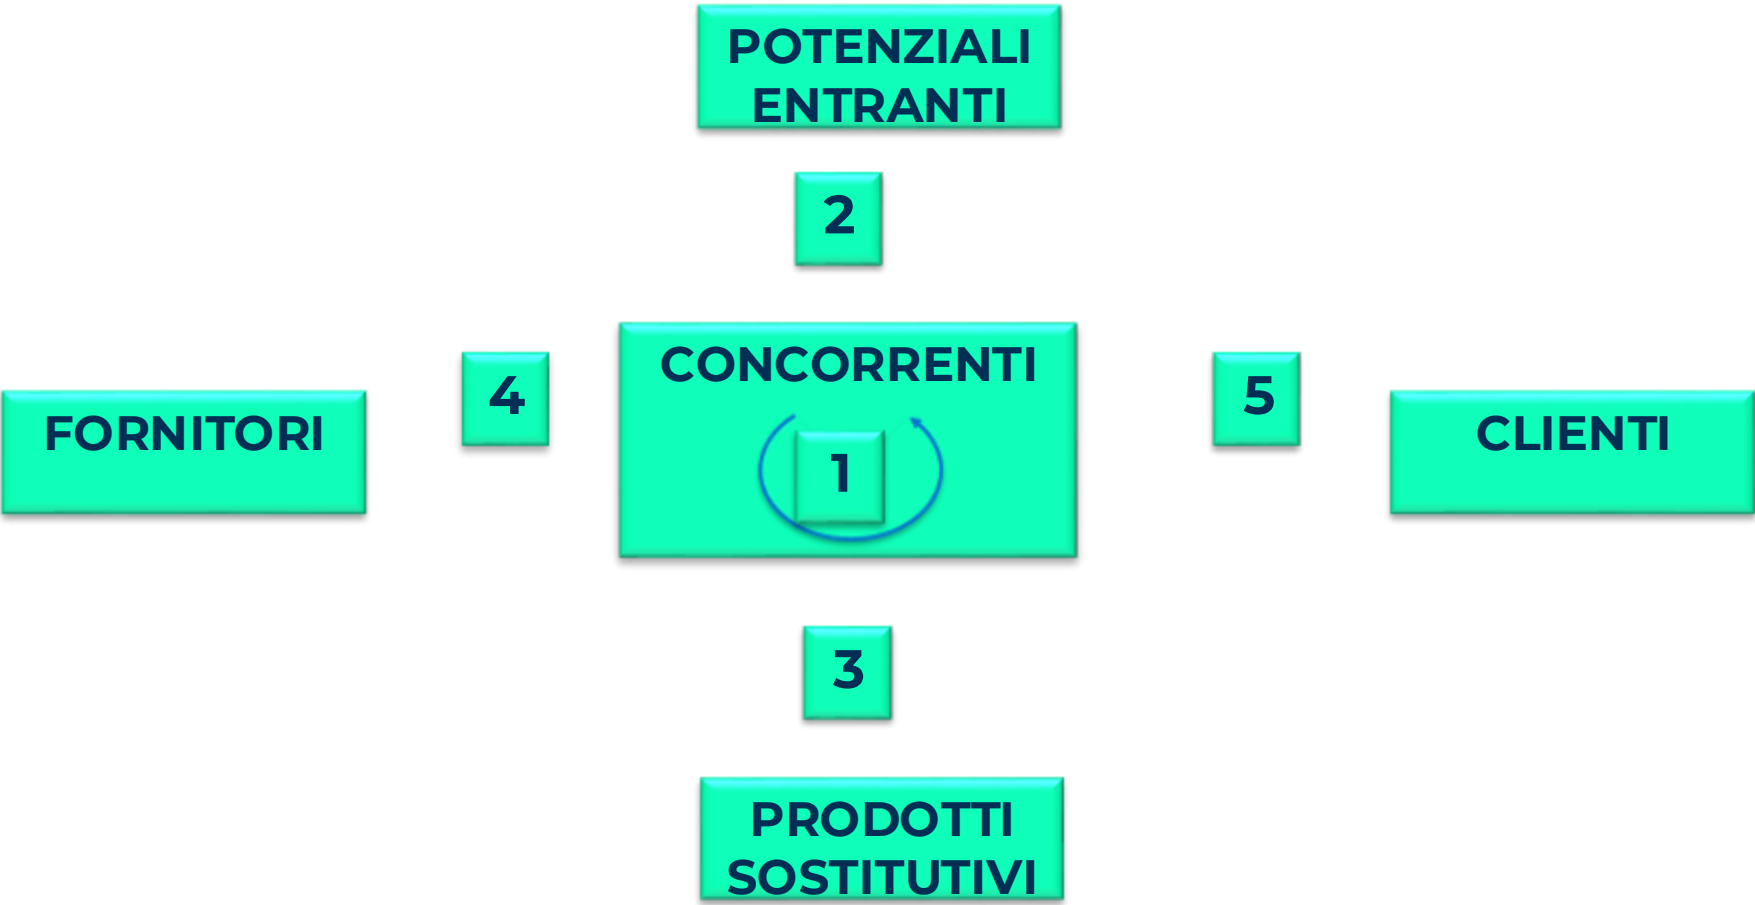 POTENZIALI
ENTRANTI
2
CONCORRENTI
4
5
FORNITORI
CLIENTI
1
3
PRODOTTI
SOSTITUTIVI